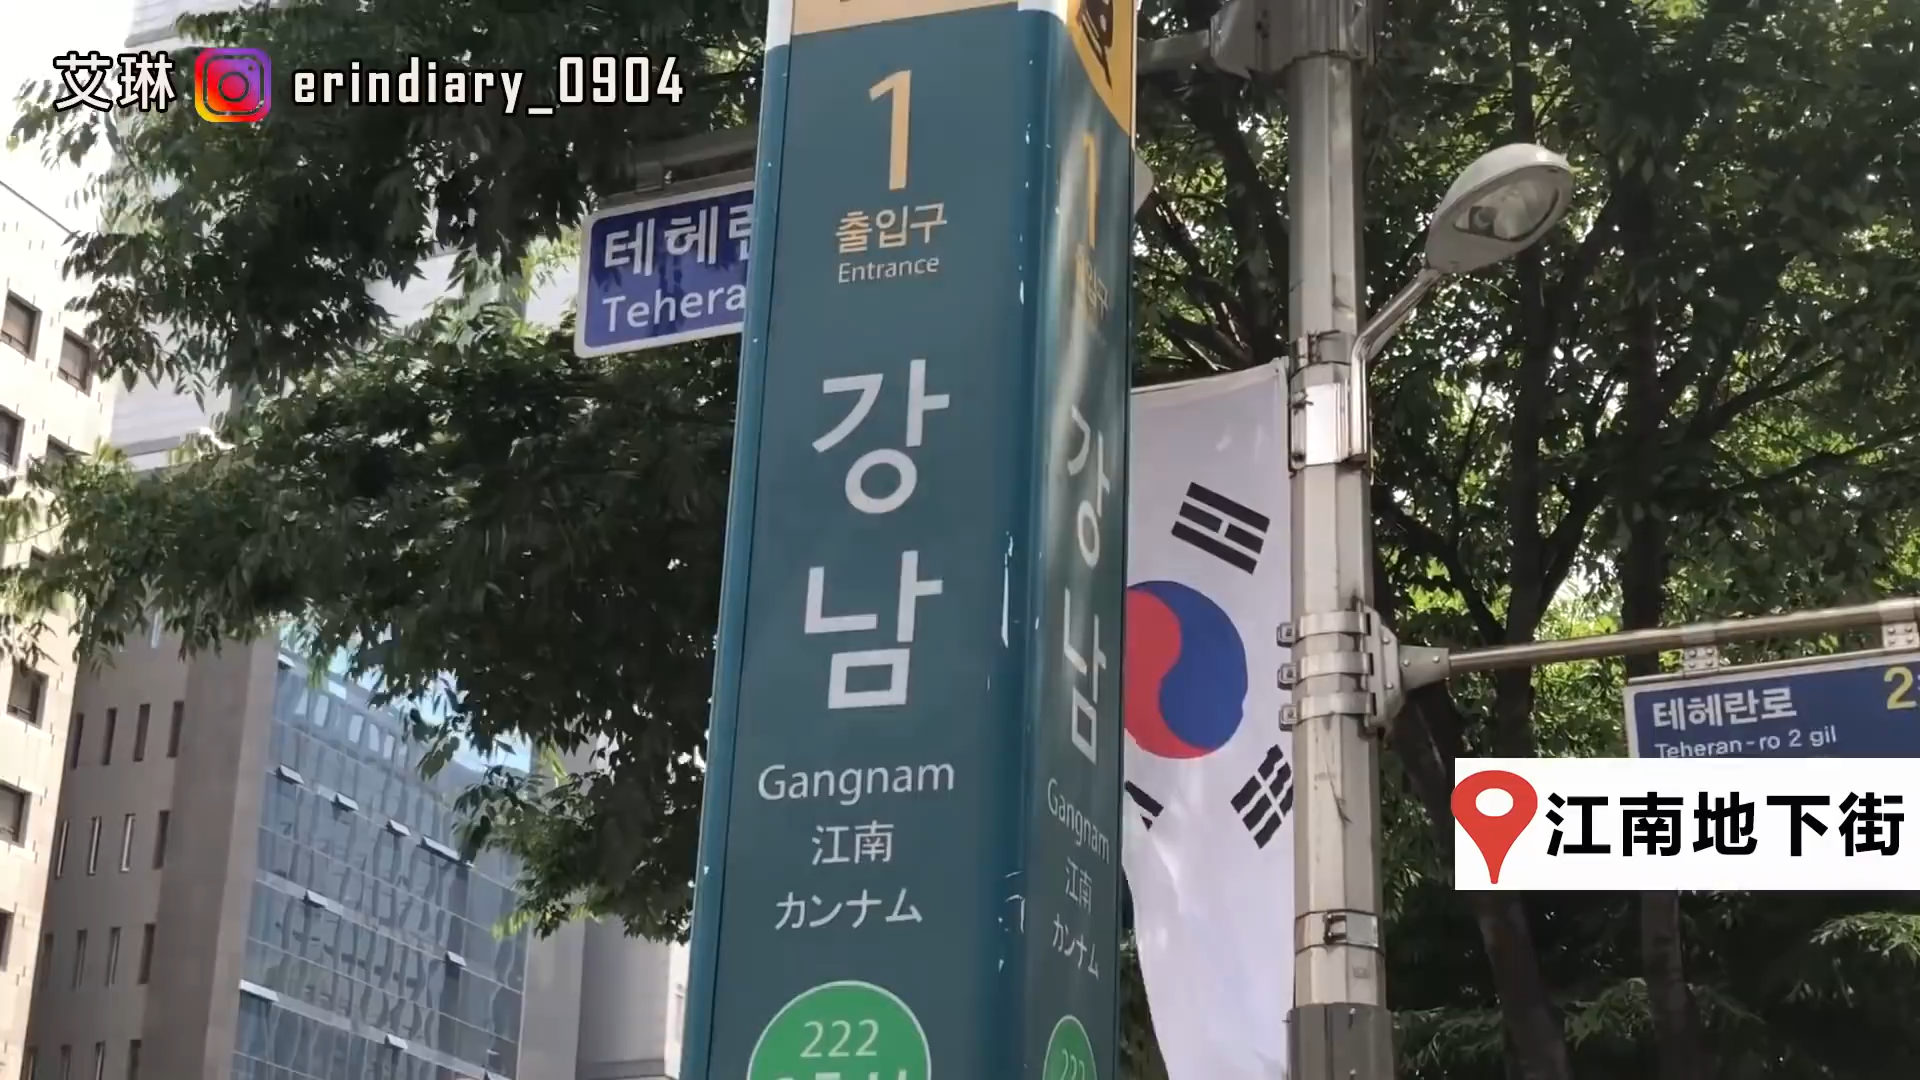 艾琳 erindiary_0904
1
출입구
Entrance
강남
Gangnam
江南
カンナム
222
테헤란
Tehera
1
강남
Gangnam
江南
カンナム
222
테헤란로 2
Teheran-ro 2 gil
江南地下街